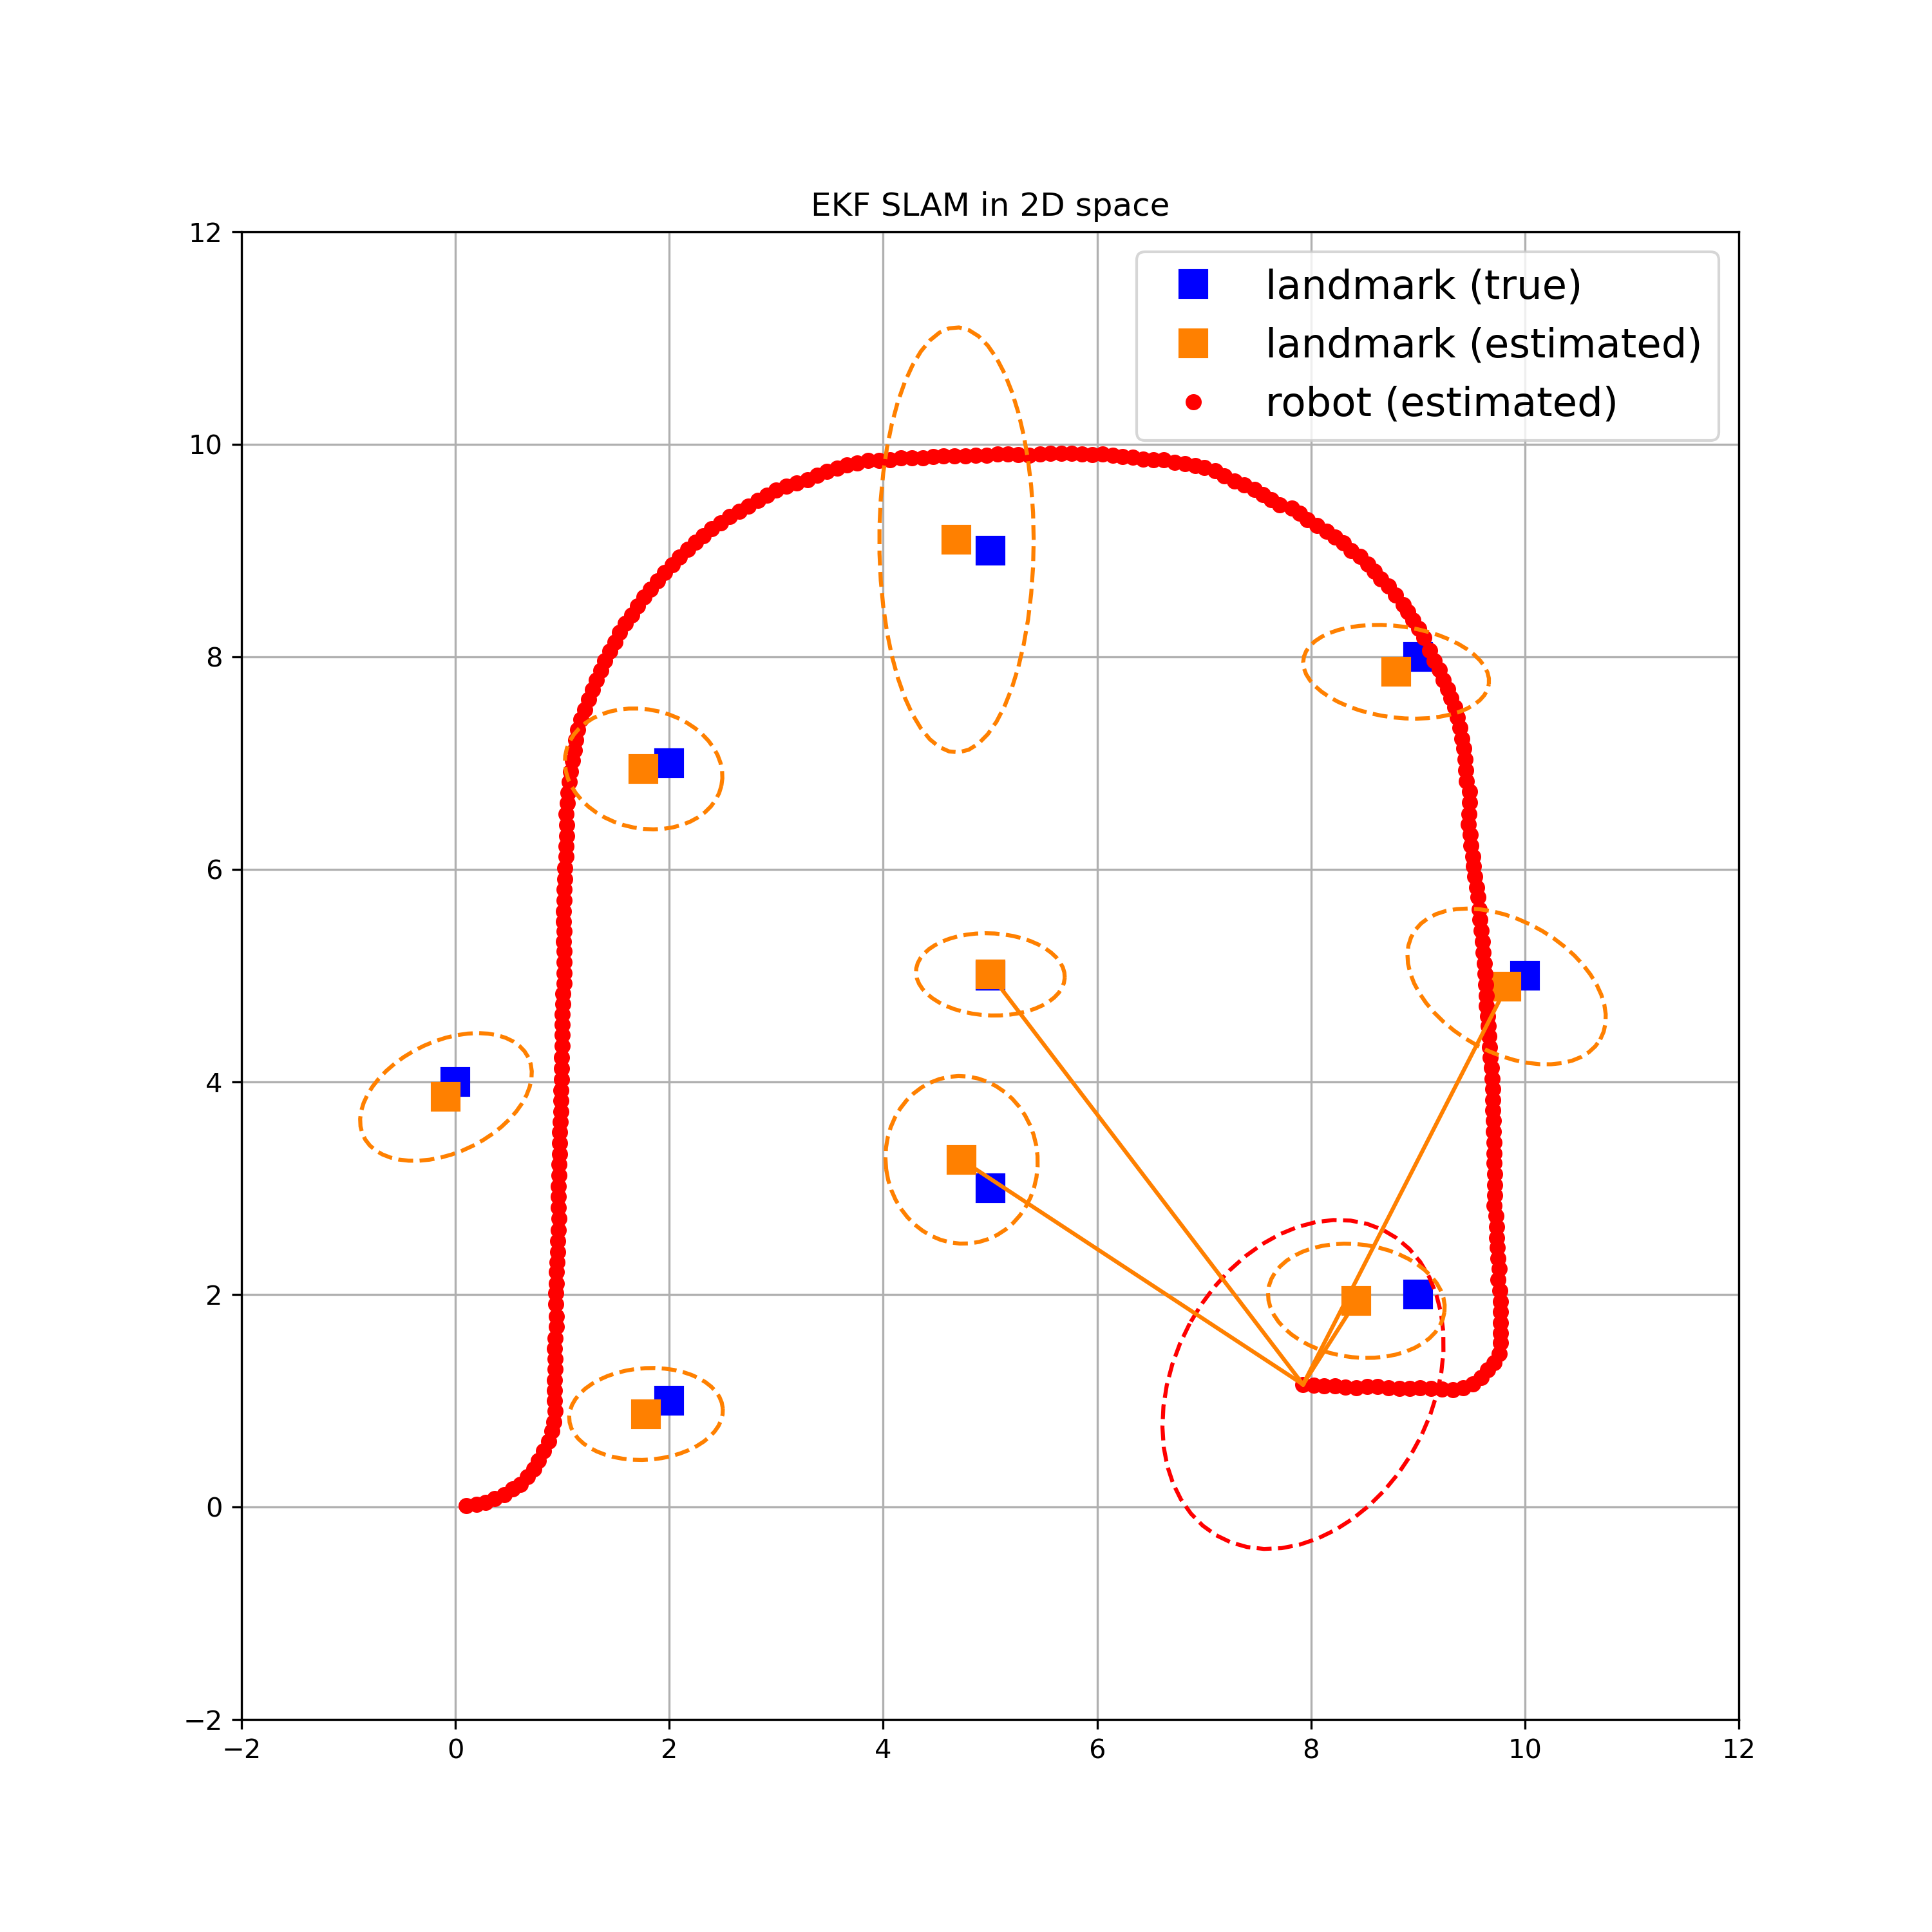 EKF SLAM in 2D space
12
10
8
6
4
2
0
−2
landmark (true)
landmark (estimated)
robot (estimated)
−2 0 2 4 6 8 10 12